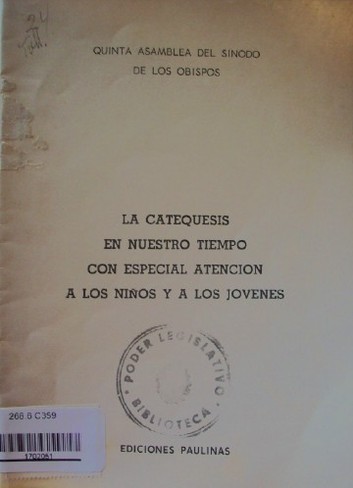 QUINTA ASAMBLEA DEL SINODO
DE LOS OBISPOS
LA CATEQUESIS
EN NUESTRO TIEMPO
CON ESPECIAL ATENCION
A LOS NIÑOS Y A LOS JOVENES
PODER LEGISLATIVO
BIBLIOTECA
268 B C359
1702051
EDICIONES PAULINAS